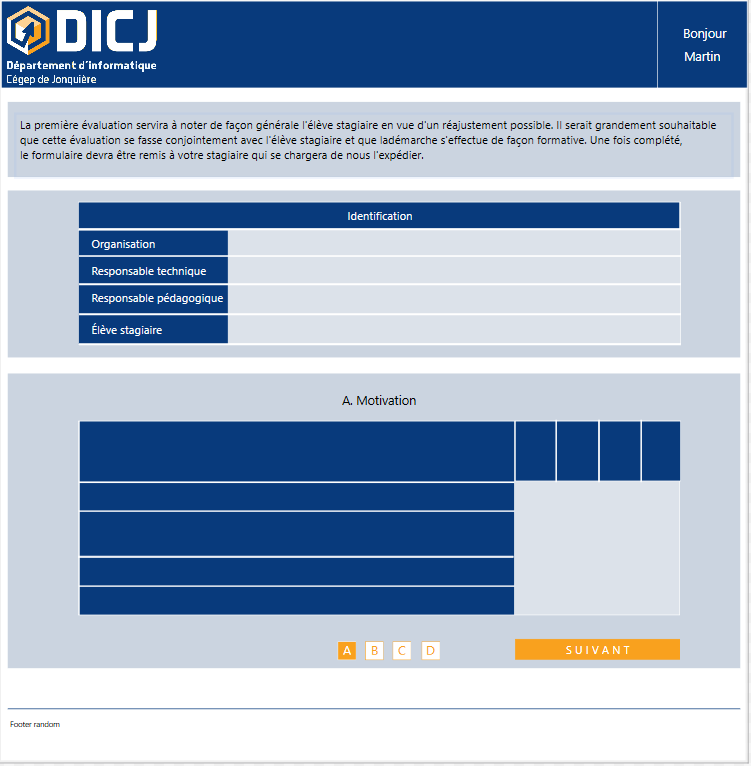 DICJ
Département d'informatique
Cégep de Jonquière
Bonjour
Martin
La première évaluation servira à noter de façon générale l'élève stagiaire en vue d'un réajustement possible. Il serait grandement souhaitable
que cette évaluation se fasse conjointement avec l'élève stagiaire et que ladémarche s'effectue de façon formative. Une fois complété,
le formulaire devra être remis à votre stagiaire qui se chargera de nous l'expédier.
Identification
Organisation
Responsable technique
Responsable pédagogique
Élève stagiaire
A. Motivation
A B C D
SUIVANT
Footer random